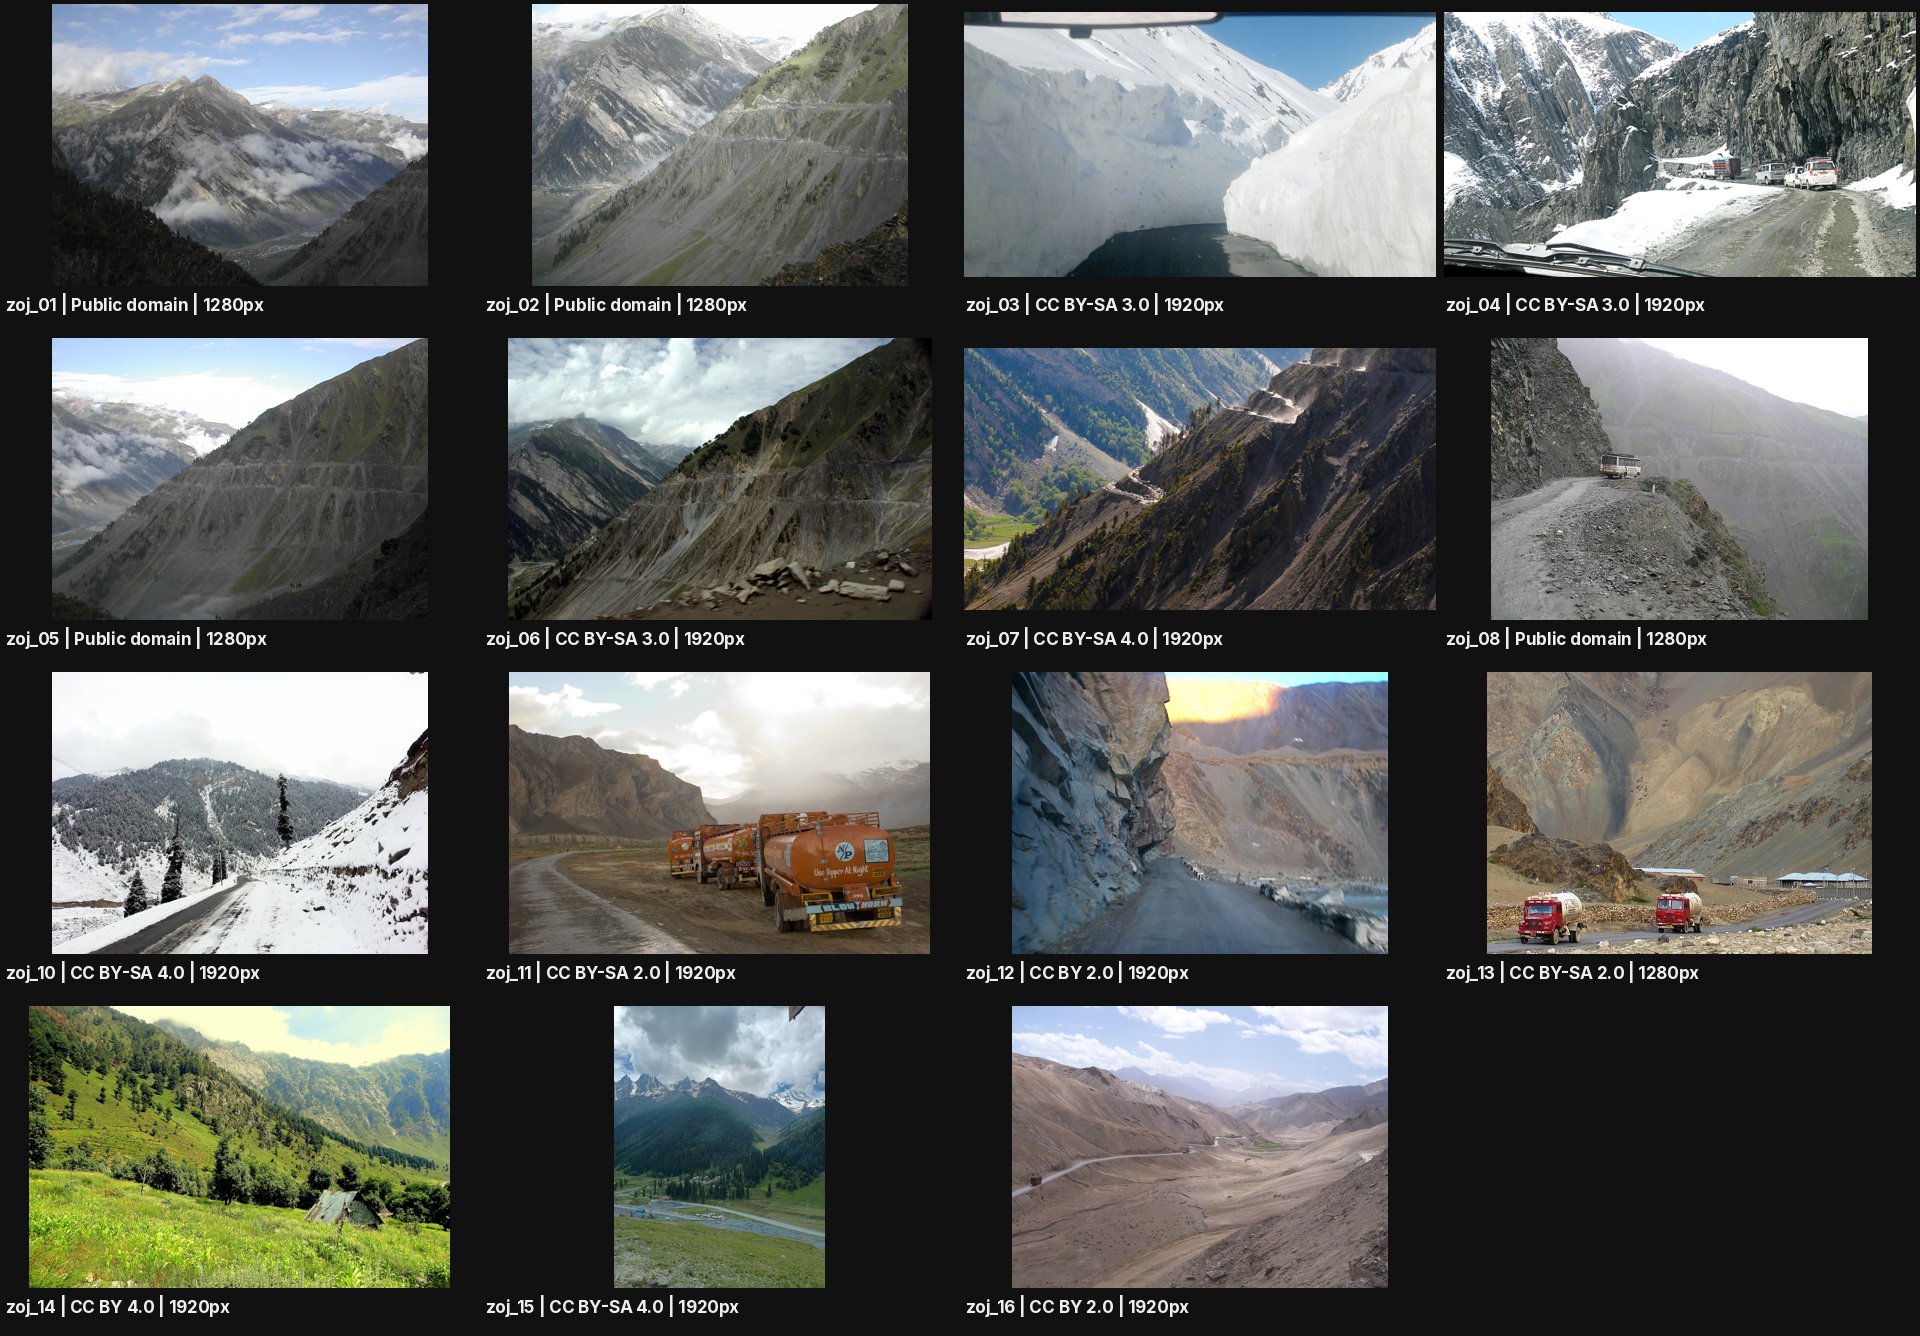 zoj_01 | Public domain | 1280px
zoj_02 | Public domain | 1280px
zoj_03 | CC BY-SA 3.0 | 1920px
zoj_04 | CC BY-SA 3.0 | 1920px
zoj_05 | Public domain | 1280px
zoj_06 | CC BY-SA 3.0 | 1920px
zoj_07 | CC BY-SA 4.0 | 1920px
zoj_08 | Public domain | 1280px
Use Dipper At Night
zoj_10 | CC BY-SA 4.0 | 1920px
zoj_11 | CC BY-SA 2.0 | 1920px
zoj_12 | CC BY 2.0 | 1920px
zoj_13 | CC BY-SA 2.0 | 1280px
zoj_14 | CC BY 4.0 | 1920px
zoj_15 | CC BY-SA 4.0 | 1920px
zoj_16 | CC BY 2.0 | 1920px